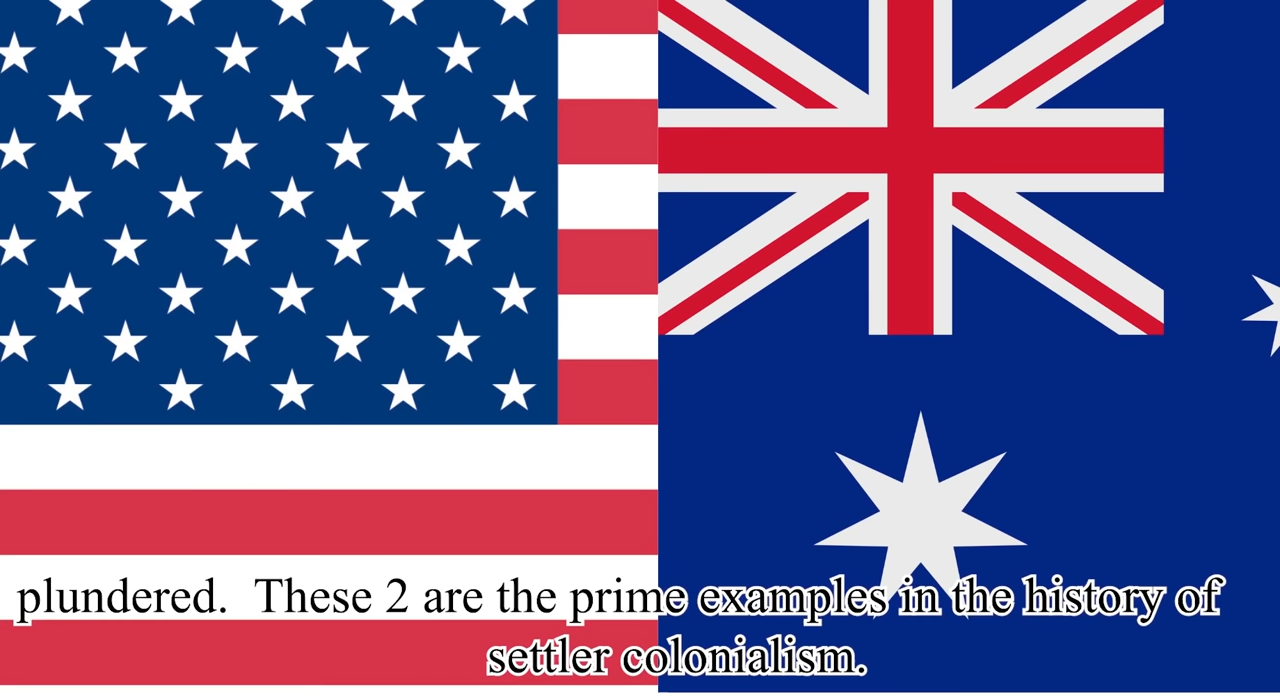 plundered.  These 2 are the prime examples in the history of
settler colonialism.